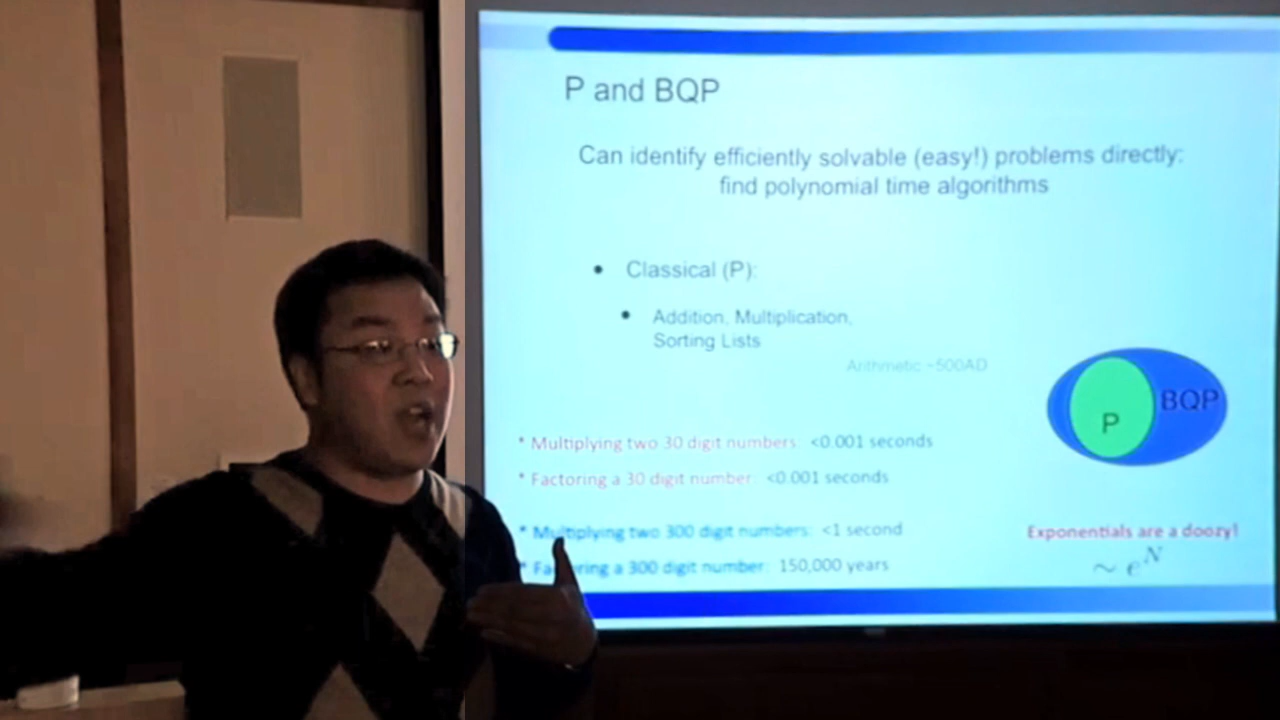 P and BQP
Can identify efficiently solvable (easy!) problems directly:
find polynomial time algorithms
• Classical (P):
• Addition, Multiplication,
Sorting Lists
Arithmetic ~500AD
P
BQP
* Multiplying two 30 digit numbers: <0.001 seconds
* Factoring a 30 digit number: <0.001 seconds
* Multiplying two 300 digit numbers: <1 second
* Factoring a 300 digit number: 150,000 years
Exponentials are a doozy!
~ e^N